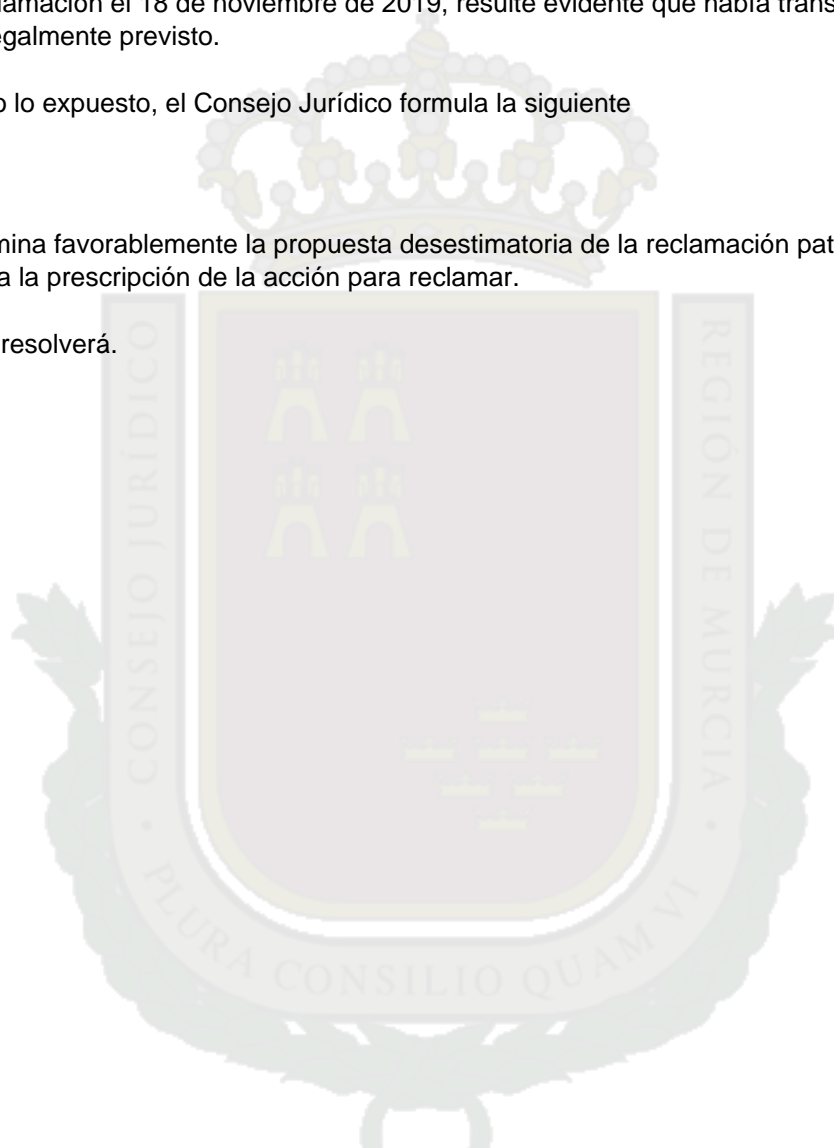 lamación el 18 de noviembre de 2019, resulte evidente que había trans
egalmente previsto.
o lo expuesto, el Consejo Jurídico formula la siguiente
mina favorablemente la propuesta desestimatoria de la reclamación pat
a la prescripción de la acción para reclamar.
resolverá.
CONSEJO JURÍDICO
REGIÓN DE MURCIA
PLURA CONSILIO QUAM VI